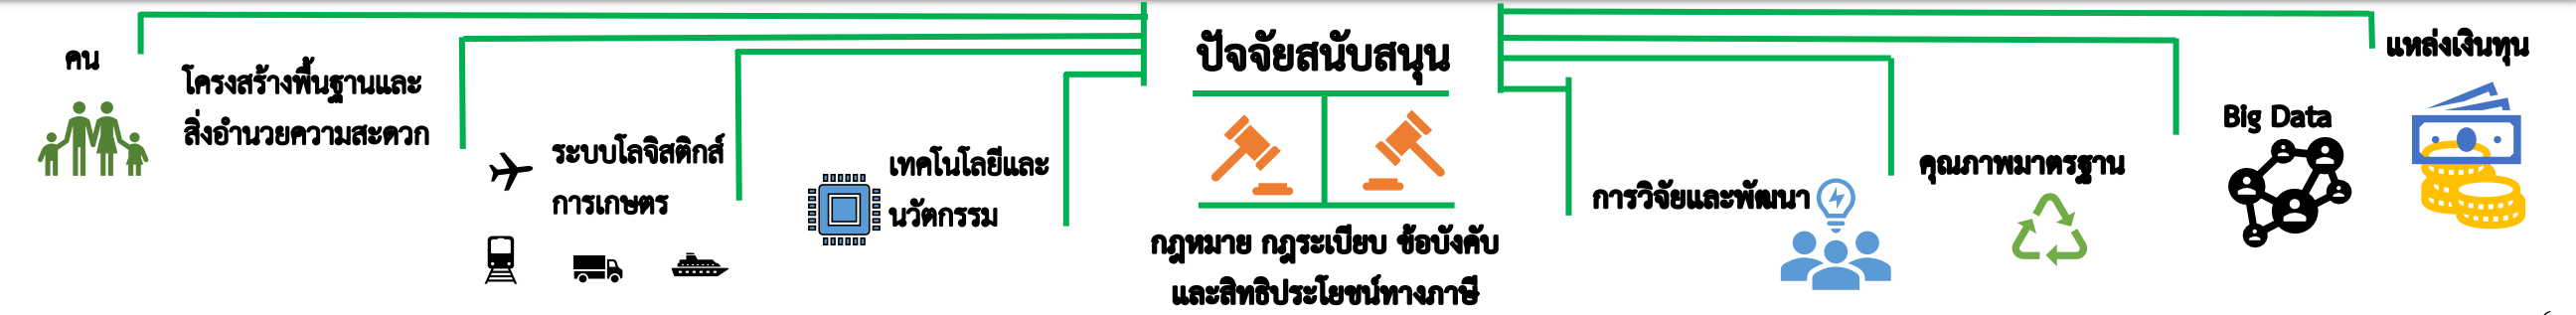 คน
โครงสร้างพื้นฐานและ
สิ่งอำนวยความสะดวก
ระบบโลจิสติกส์
การเกษตร
เทคโนโลยีและ
นวัตกรรม
ปัจจัยสนับสนุน
กฎหมาย กฎระเบียบ ข้อบังคับ
และสิทธิประโยชน์ทางภาษี
การวิจัยและพัฒนา
คุณภาพมาตรฐาน
Big Data
แหล่งเงินทุน